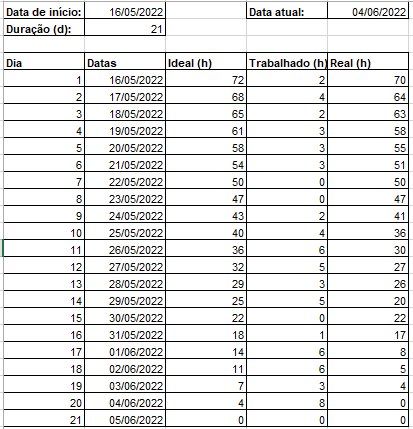 Data de início: 16/05/2022 Data atual: 04/06/2022
Duração (d): 21
Dia Datas Ideal (h) Trabalhado (h) Real (h)
1 16/05/2022 72 2 70
2 17/05/2022 68 4 64
3 18/05/2022 65 2 63
4 19/05/2022 61 3 58
5 20/05/2022 58 3 55
6 21/05/2022 54 3 51
7 22/05/2022 50 0 50
8 23/05/2022 47 0 47
9 24/05/2022 43 2 41
10 25/05/2022 40 4 36
11 26/05/2022 36 6 30
12 27/05/2022 32 5 27
13 28/05/2022 29 3 26
14 29/05/2022 25 5 20
15 30/05/2022 22 0 22
16 31/05/2022 18 1 17
17 01/06/2022 14 6 8
18 02/06/2022 11 6 5
19 03/06/2022 7 3 4
20 04/06/2022 4 8 0
21 05/06/2022 0 0 0